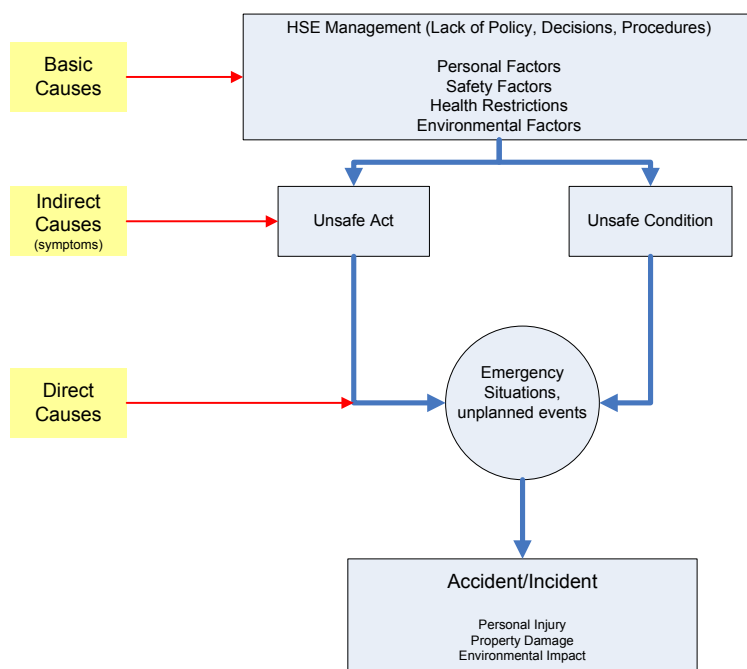 HSE Management (Lack of Policy, Decisions, Procedures)
Personal Factors
Safety Factors
Health Restrictions
Environmental Factors
Basic
Causes
Indirect
Causes
(symptoms)
Unsafe Act
Unsafe Condition
Direct
Causes
Emergency
Situations,
unplanned events
Accident/Incident
Personal Injury
Property Damage
Environmental Impact